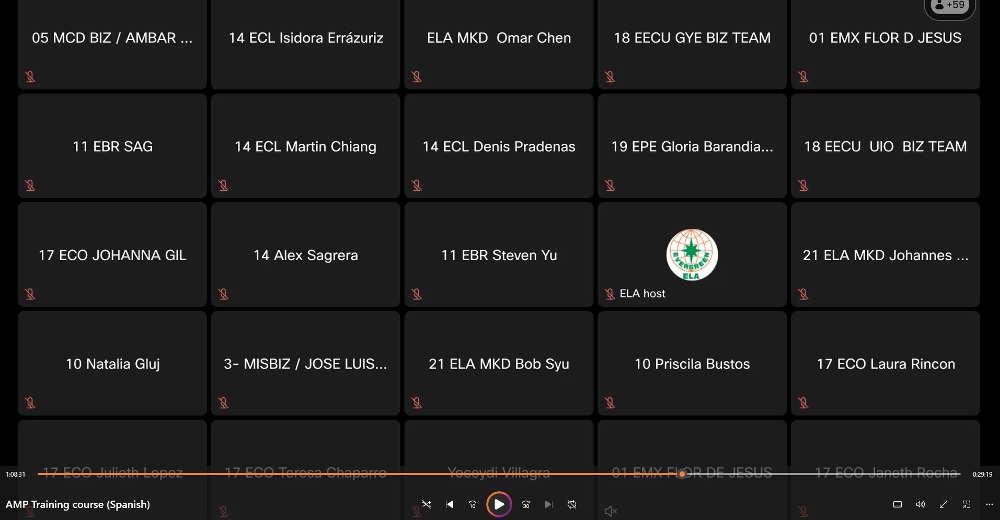 +59
05 MCD BIZ / AMBAR ...
14 ECL Isidora Errázuriz
ELA MKD  Omar Chen
18 EECU GYE BIZ TEAM
01 EMX FLOR D JESUS
11 EBR SAG
14 ECL Martin Chiang
14 ECL Denis Pradenas
19 EPE Gloria Barandia...
18 EECU  UIO  BIZ TEAM
17 ECO JOHANNA GIL
14 Alex Sagrera
11 EBR Steven Yu
EVERGREEN
ELA
ELA host
21 ELA MKD Johannes ...
10 Natalia Gluj
3- MISBIZ / JOSE LUIS...
21 ELA MKD Bob Syu
10 Priscila Bustos
17 ECO Laura Rincon
17 ECO Julieth Lopez
17 ECO Teresa Chaparro
Yoceydi Villagra
01 EMX FLOR DE JESUS
17 ECO Janeth Rocha
1:08:31
0:29:19
AMP Training course (Spanish)
10
30